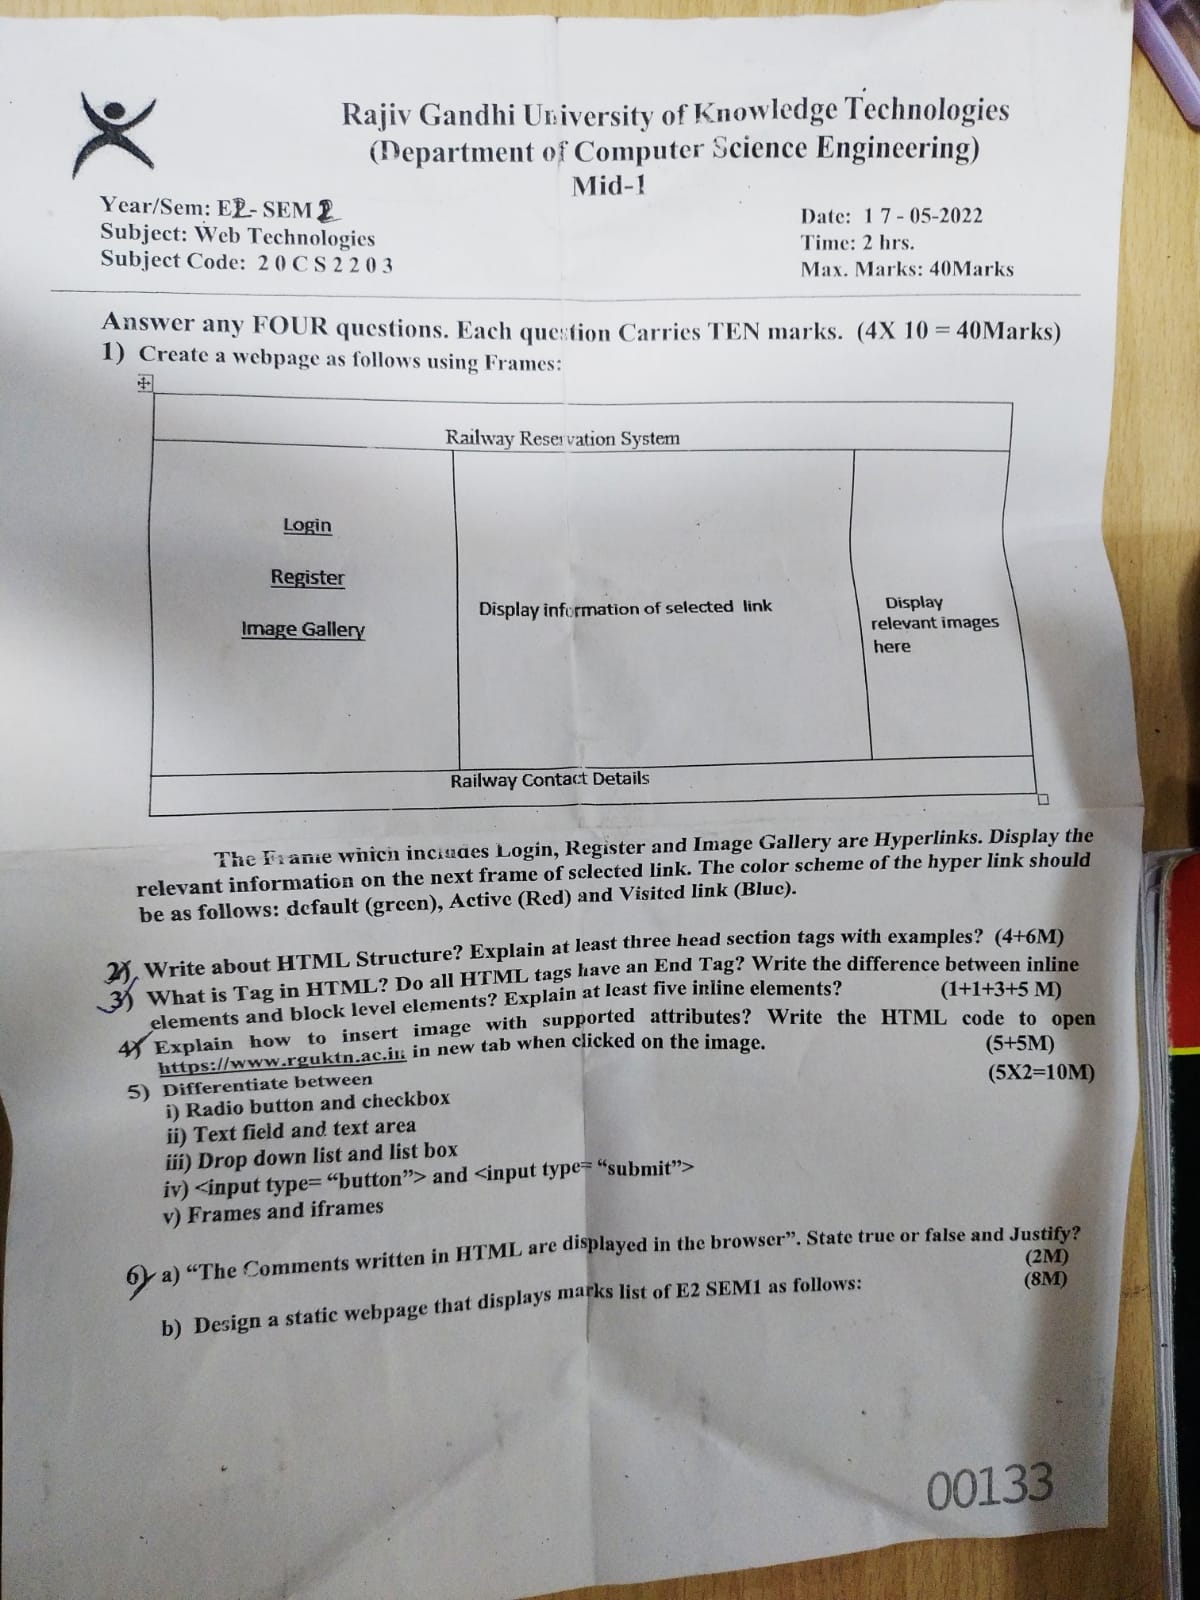 Rajiv Gandhi University of Knowledge Technologies
(Department of Computer Science Engineering)
Mid-1
Year/Sem: E2- SEM 2
Subject: Web Technologies
Subject Code: 20CS2203
Date: 17-05-2022
Time: 2 hrs.
Max. Marks: 40Marks
Answer any FOUR questions. Each question Carries TEN marks. (4X 10 = 40Marks)
1) Create a webpage as follows using Frames:
Railway Reservation System
Login
Register
Image Gallery
Display information of selected link
Display
relevant images
here
Railway Contact Details
The Frame which includes Login, Register and Image Gallery are Hyperlinks. Display the
relevant information on the next frame of selected link. The color scheme of the hyper link should
be as follows: default (green), Active (Red) and Visited link (Blue).
2) Write about HTML Structure? Explain at least three head section tags with examples? (4+6M)
3) What is Tag in HTML? Do all HTML tags have an End Tag? Write the difference between inline
elements and block level elements? Explain at least five inline elements? (1+1+3+5 M)
4) Explain how to insert image with supported attributes? Write the HTML code to open
https://www.rguktn.ac.in in new tab when clicked on the image. (5+5M)
5) Differentiate between (5X2=10M)
i) Radio button and checkbox
ii) Text field and text area
iii) Drop down list and list box
iv) <input type= “button”> and <input type= “submit”>
v) Frames and iframes
6) a) “The Comments written in HTML are displayed in the browser”. State true or false and Justify?
(2M)
b) Design a static webpage that displays marks list of E2 SEM1 as follows: (8M)
00133